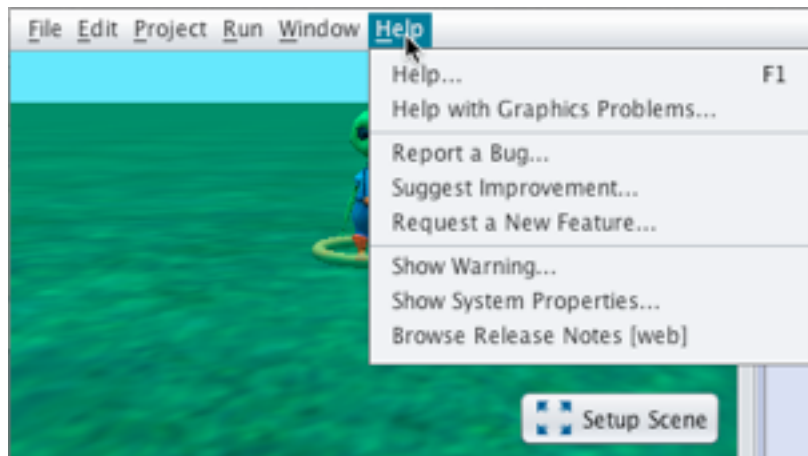 File Edit Project Run Window Help
Help... F1
Help with Graphics Problems...
Report a Bug...
Suggest Improvement...
Request a New Feature...
Show Warning...
Show System Properties...
Browse Release Notes [web]
Setup Scene